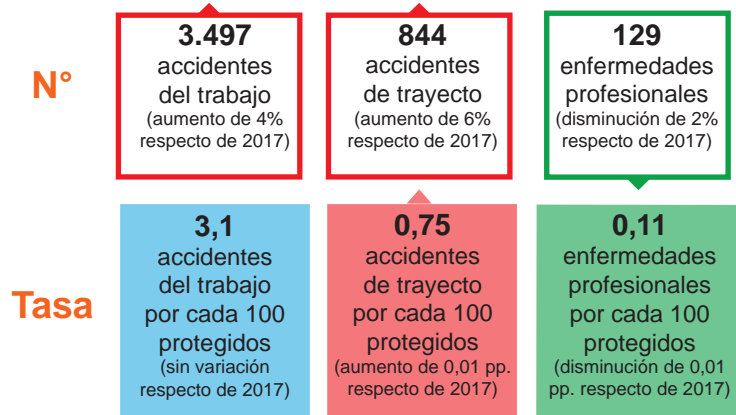 N°
3.497
accidentes
del trabajo
(aumento de 4%
respecto de 2017)
844
accidentes
de trayecto
(aumento de 6%
respecto de 2017)
129
enfermedades
profesionales
(disminución de 2%
respecto de 2017)
Tasa
3,1
accidentes
del trabajo
por cada 100
protegidos
(sin variación
respecto de 2017)
0,75
accidentes
de trayecto
por cada 100
protegidos
(aumento de 0,01 pp.
respecto de 2017)
0,11
enfermedades
profesionales
por cada 100
protegidos
(disminución de 0,01
pp. respecto de 2017)